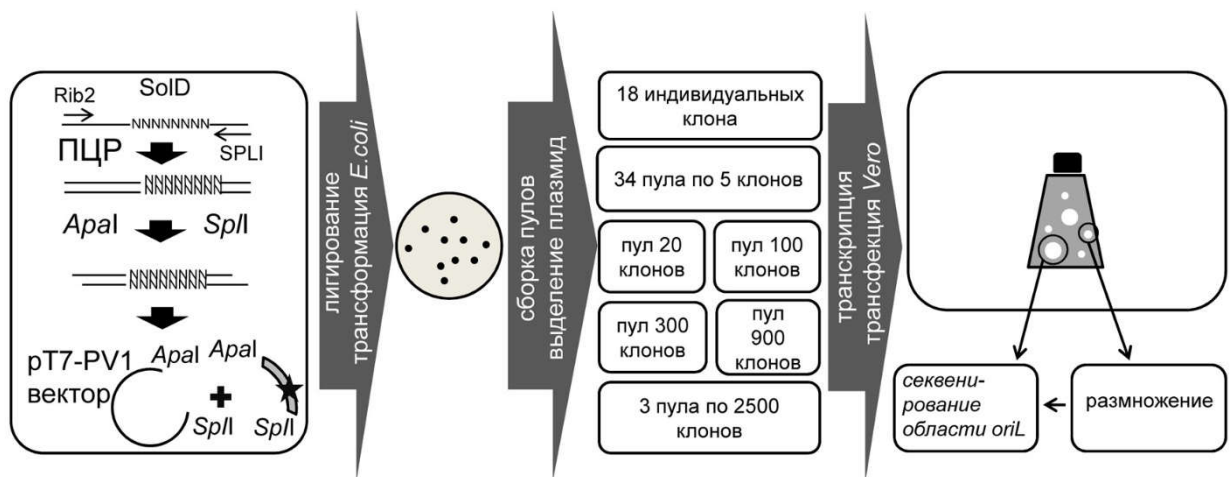 SolD
Rib2
NNNNNNNN
SPLI
ПЦР
NNNNNNNN
ApaI SplI
NNNNNNNN
pT7-PV1
вектор
ApaI ApaI
SplI SplI
лигирование
трансформация E.coli
сборка пулов
выделение плазмид
18 индивидуальных
клона
34 пула по 5 клонов
пул 20
клонов
пул 100
клонов
пул 300
клонов
пул
900
клонов
3 пула по 2500
клонов
транскрипция
трансфекция Vero
секвени-
рование
области oriL
размножение